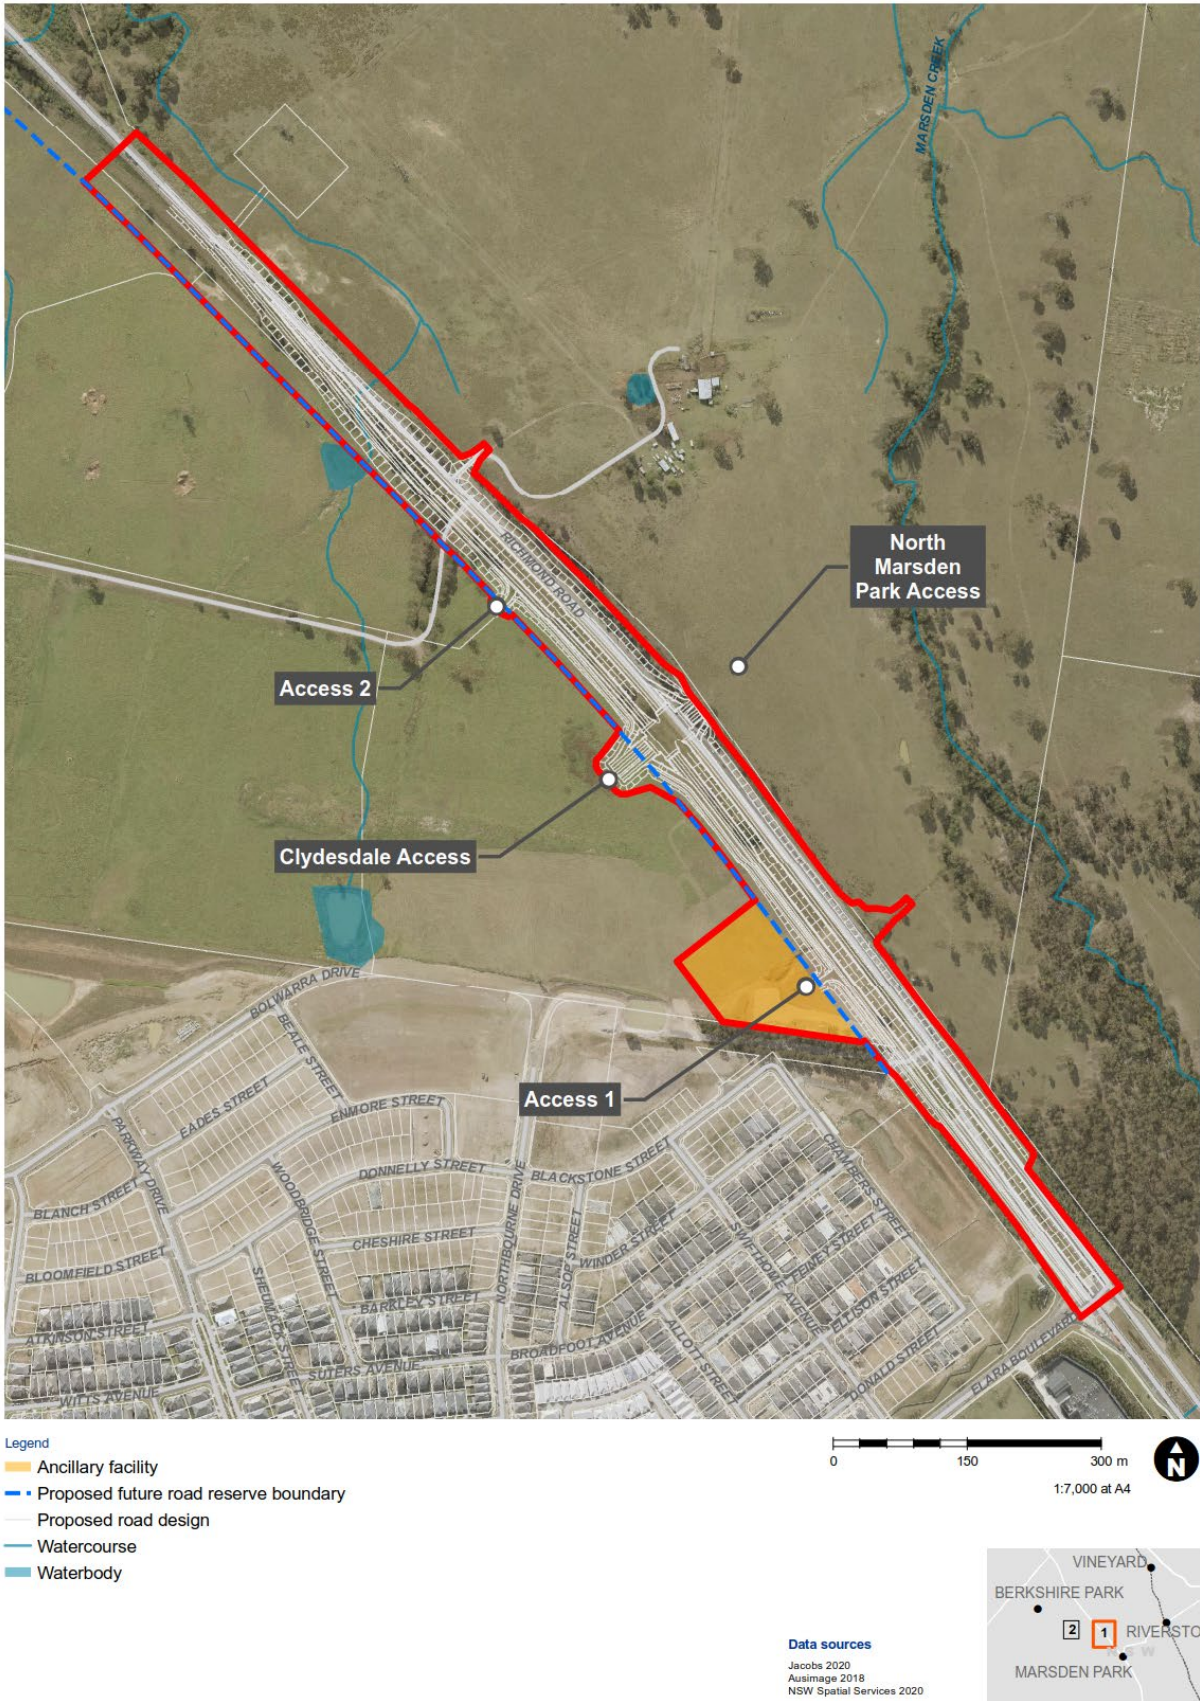 MARSDEN CREEK
RICHMOND ROAD
North
Marsden
Park Access
Access 2
Clydesdale Access
Access 1
BOLWARRA DRIVE
BEALE STREET
EADES STREET
ENMORE STREET
PARKWAY DRIVE
DONNELLY STREET
BLACKSTONE STREET
CHAMBERS STREET
BLANCH STREET
WOODBRIDGE STREET
NORTHBOURNE DRIVE
CHESHIRE STREET
ALSOP STREET
WINDER STREET
SWIFTHOME AVENUE
FEINEY STREET
BLOOMFIELD STREET
SHEUMACK STREET
BARKLEY STREET
ELLISON STREET
ATKINSON STREET
SUTERS AVENUE
BROADFOOT AVENUE
ALLOTT STREET
DONALD STREET
ELARA BOULEVARD
WITTS AVENUE
Legend
Ancillary facility
Proposed future road reserve boundary
Proposed road design
Watercourse
Waterbody
0 150 300 m
N
1:7,000 at A4
VINEYARD
BERKSHIRE PARK
2
1
RIVERSTO
N S W
MARSDEN PARK
Data sources
Jacobs 2020
Ausimage 2018
NSW Spatial Services 2020